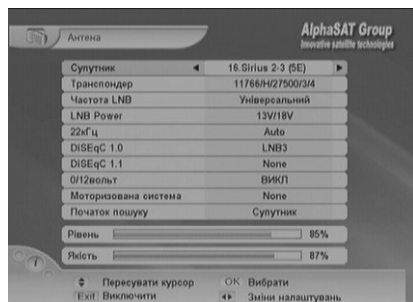 Антена
AlphaSAT Group
Innovative satellite technologies
Супутник 16.Sirius 2-3 (5E)
Транспондер 11766/H/27500/3/4
Частота LNB Універсальний
LNB Power 13V/18V
22кГц Auto
DiSEqC 1.0 LNB3
DiSEqC 1.1 None
0/12вольт ВИКЛ
Моторизована система None
Початок пошуку Супутник
Рівень 85%
Якість 87%
Пересувати курсор OK Вибрати
Exit Виключити Зміни налаштувань